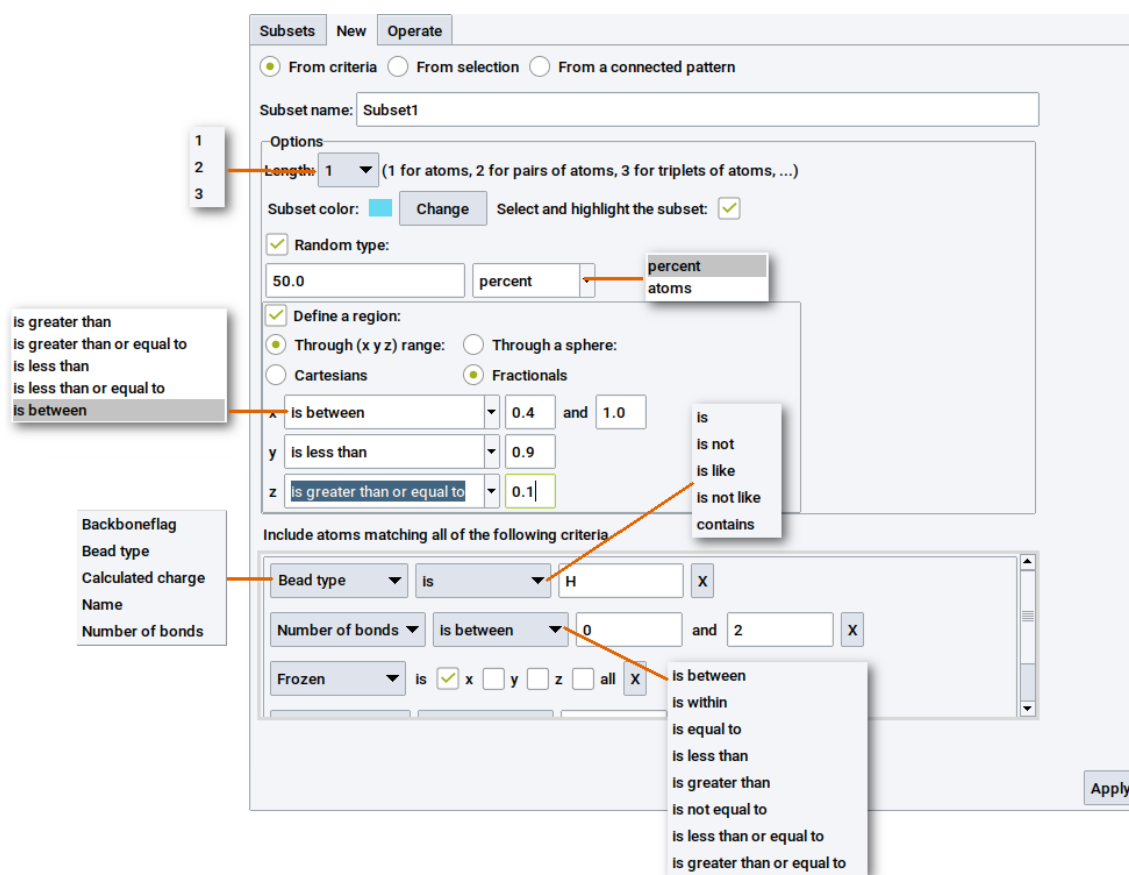 Subsets New Operate
From criteria From selection From a connected pattern
Subset name: Subset1
1
2
3
Options
Length: 1 (1 for atoms, 2 for pairs of atoms, 3 for triplets of atoms, ...)
Subset color: Change Select and highlight the subset:
Random type:
50.0 percent
percent
atoms
Define a region:
Through (x y z) range: Through a sphere:
Cartesians Fractionals
is greater than
is greater than or equal to
is less than
is less than or equal to
is between
x is between 0.4 and 1.0
y is less than 0.9
z is greater than or equal to 0.1
is
is not
is like
is not like
contains
Include atoms matching all of the following criteria
Backboneflag
Bead type
Calculated charge
Name
Number of bonds
Bead type is H X
Number of bonds is between 0 and 2 X
Frozen is x y z all X
is between
is within
is equal to
is less than
is greater than
is not equal to
is less than or equal to
is greater than or equal to
Apply